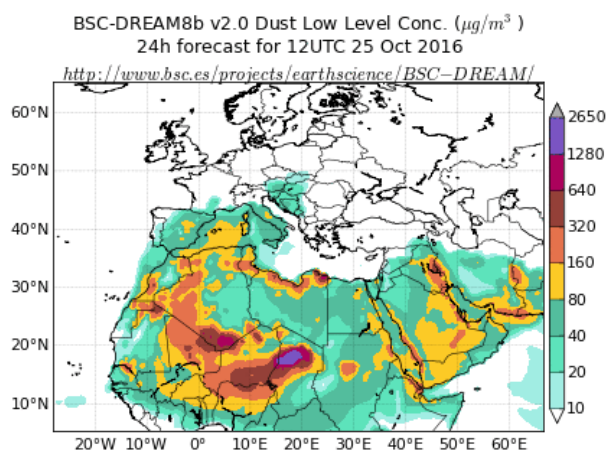 BSC-DREAM8b v2.0 Dust Low Level Conc. (μg/m³ )
24h forecast for 12UTC 25 Oct 2016
http://www.bsc.es/projects/earthscience/BSC−DREAM/
60°N
50°N
40°N
30°N
20°N
10°N
20°W 10°W 0° 10°E 20°E 30°E 40°E 50°E 60°E
2650
1280
640
320
160
80
40
20
10